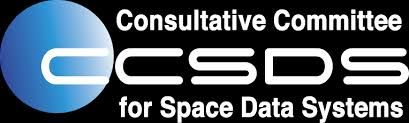 Consultative Committee
CCSDS
for Space Data Systems